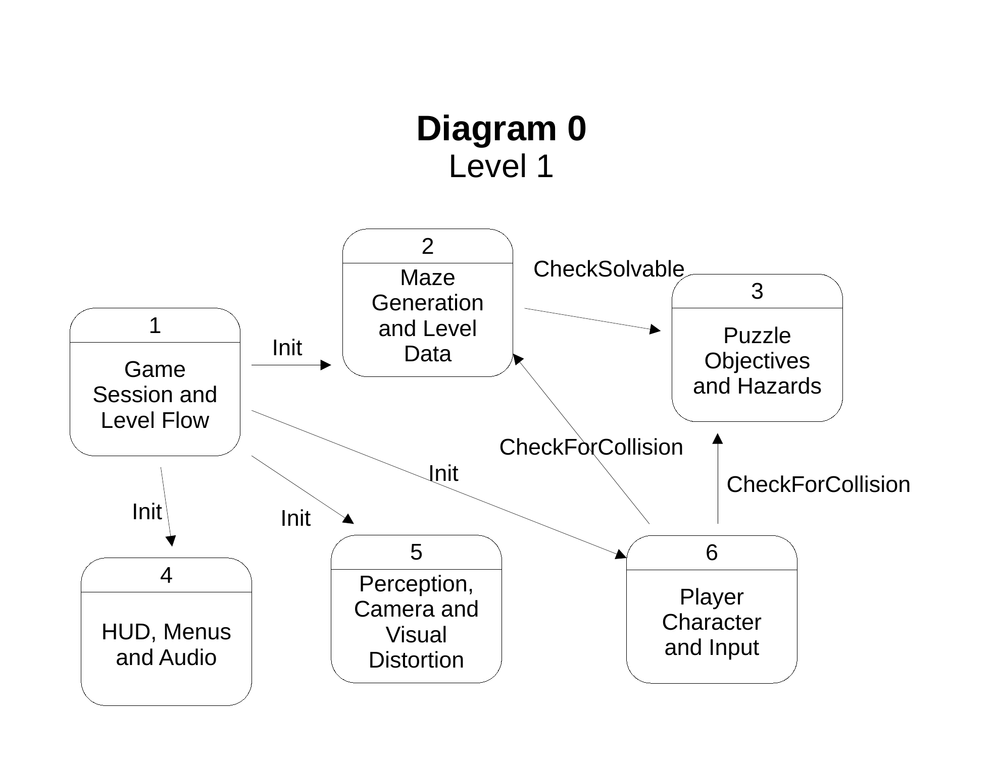 Diagram 0
Level 1
2
Maze
Generation
and Level
Data
CheckSolvable
3
Puzzle
Objectives
and Hazards
1
Game
Session and
Level Flow
Init
CheckForCollision
Init
CheckForCollision
Init
Init
4
HUD, Menus
and Audio
5
Perception,
Camera and
Visual
Distortion
6
Player
Character
and Input